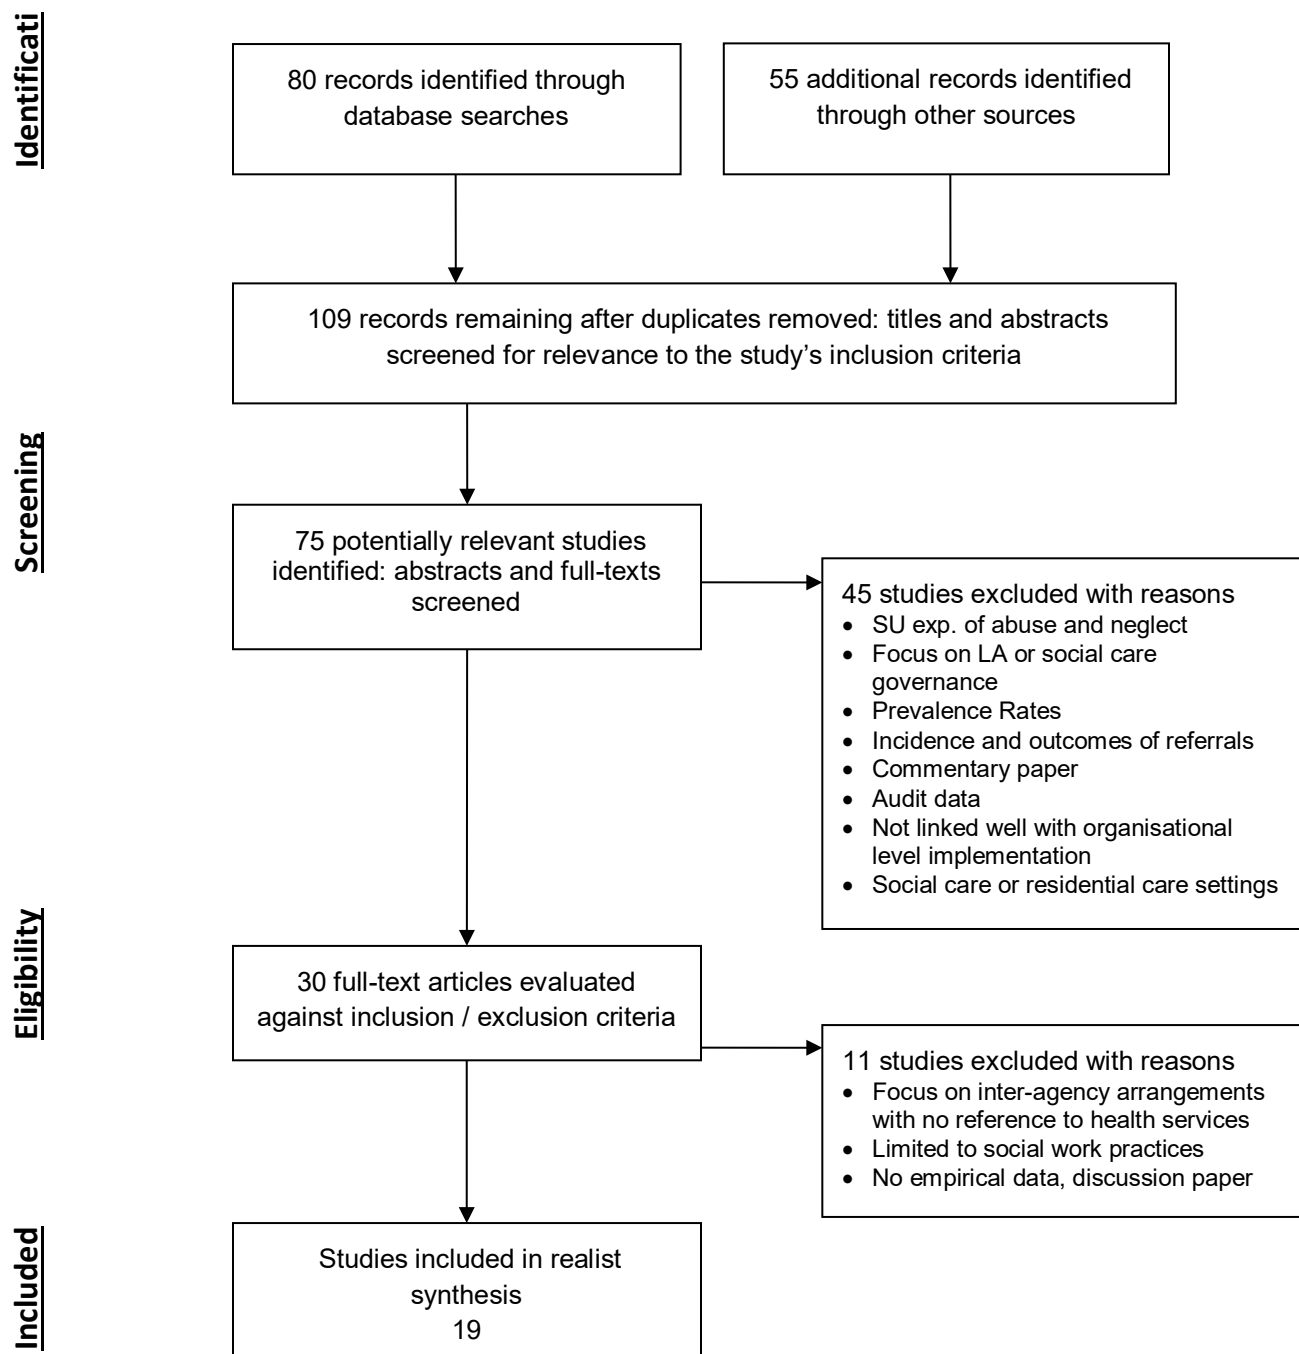 Identificati
80 records identified through
database searches
55 additional records identified
through other sources
109 records remaining after duplicates removed: titles and abstracts
screened for relevance to the study’s inclusion criteria
Screening
75 potentially relevant studies
identified: abstracts and full-texts
screened
45 studies excluded with reasons
• SU exp. of abuse and neglect
• Focus on LA or social care
governance
• Prevalence Rates
• Incidence and outcomes of referrals
• Commentary paper
• Audit data
• Not linked well with organisational
level implementation
• Social care or residential care settings
Eligibility
30 full-text articles evaluated
against inclusion / exclusion criteria
11 studies excluded with reasons
• Focus on inter-agency arrangements
with no reference to health services
• Limited to social work practices
• No empirical data, discussion paper
Included
Studies included in realist
synthesis
19